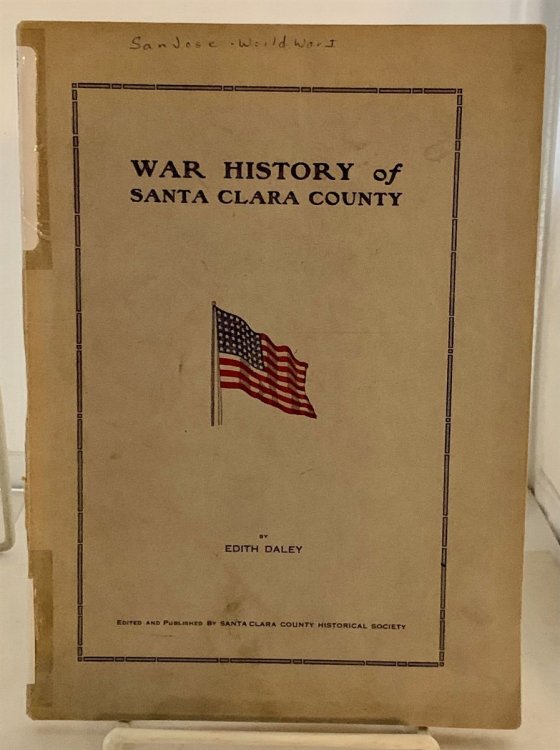 San Jose - World War I
WAR HISTORY of
SANTA CLARA COUNTY
BY
EDITH DALEY
EDITED AND PUBLISHED BY SANTA CLARA COUNTY HISTORICAL SOCIETY